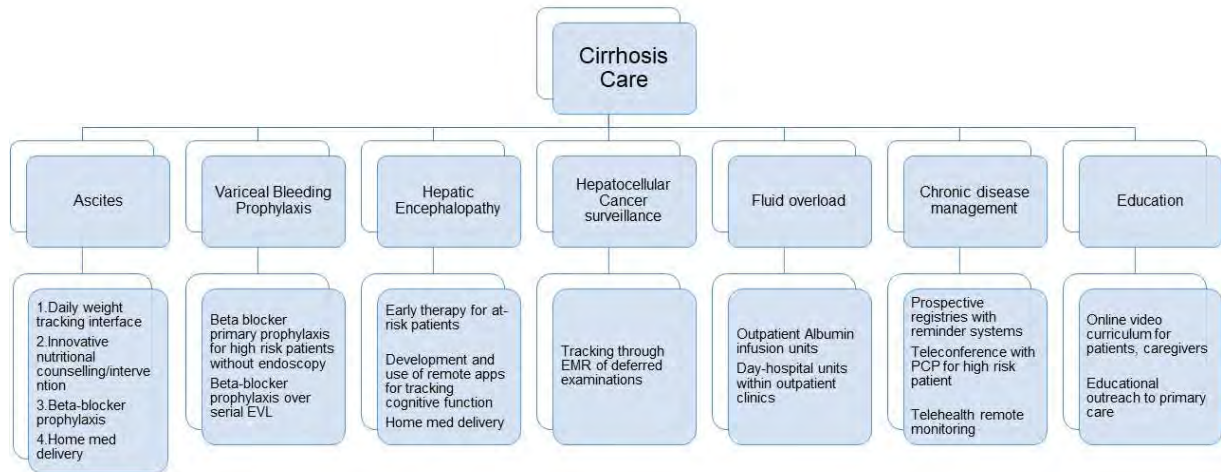 Cirrhosis
Care
Ascites
Variceal Bleeding
Prophylaxis
Hepatic
Encephalopathy
Hepatocellular
Cancer
surveillance
Fluid overload
Chronic disease
management
Education
1.Daily weight
tracking interface
2.Innovative
nutritional
counselling/interve
ntion
3.Beta-blocker
prophylaxis
4.Home med
delivery
Beta blocker
primary prophylaxis
for high risk patients
without endoscopy
Beta-blocker
prophylaxis over
serial EVL
Early therapy for at-
risk patients
Development and
use of remote apps
for tracking
cognitive function
Home med delivery
Tracking through
EMR of deferred
examinations
Outpatient Albumin
infusion units
Day-hospital units
within outpatient
clinics
Prospective
registries with
reminder systems
Teleconference with
PCP for high risk
patient
Telehealth remote
monitoring
Online video
curriculum for
patients, caregivers
Educational
outreach to primary
care